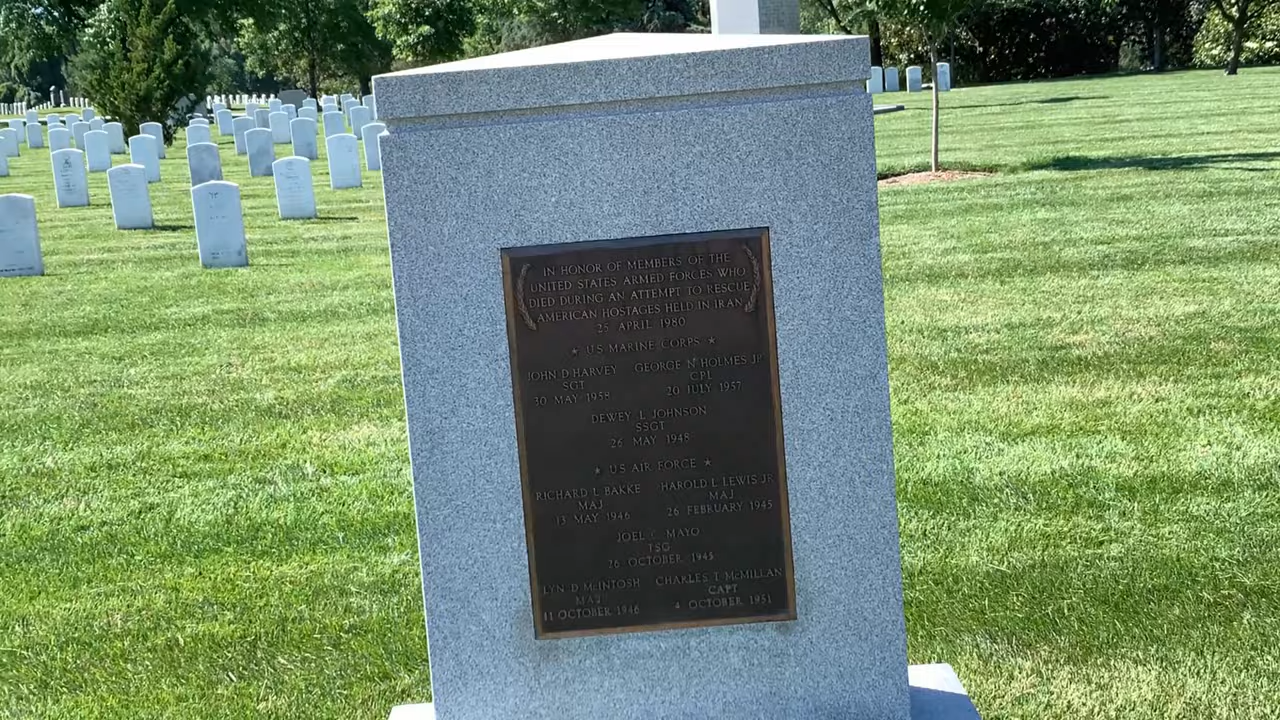 IN HONOR OF MEMBERS OF THE
UNITED STATES ARMED FORCES WHO
DIED DURING AN ATTEMPT TO RESCUE
AMERICAN HOSTAGES HELD IN IRAN
25 APRIL 1980
★ US MARINE CORPS ★
JOHN D HARVEY GEORGE N HOLMES JR
SGT CPL
30 MAY 1958 20 JULY 1957
DEWEY L JOHNSON
SSGT
26 MAY 1948
★ US AIR FORCE ★
RICHARD L BAKKE HAROLD L LEWIS JR
MAJ MAJ
13 MAY 1946 26 FEBRUARY 1945
JOEL C MAYO
TSG
26 OCTOBER 1945
LYN D McINTOSH CHARLES T McMILLAN
MAJ CAPT
11 OCTOBER 1946 4 OCTOBER 1951